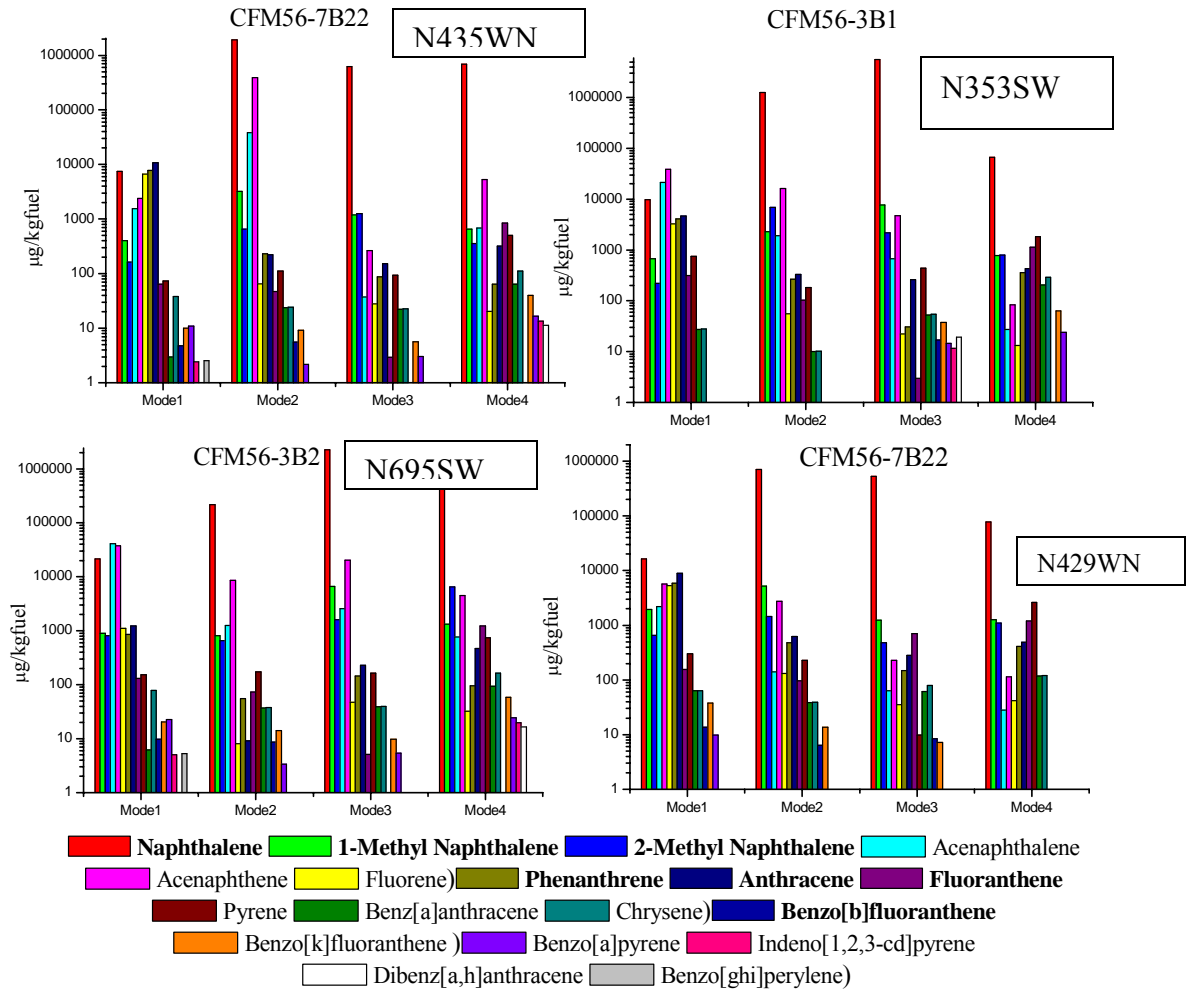 CFM56-7B22
N435WN
1000000
100000
10000
1000
100
10
1
µg/kgfuel
Mode1 Mode2 Mode3 Mode4
CFM56-3B1
N353SW
1000000
100000
10000
1000
100
10
1
µg/kgfuel
Mode1 Mode2 Mode3 Mode4
CFM56-3B2
N695SW
1000000
100000
10000
1000
100
10
1
µg/kgfuel
Mode1 Mode2 Mode3 Mode4
CFM56-7B22
N429WN
1000000
100000
10000
1000
100
10
1
µg/kgfuel
Mode1 Mode2 Mode3 Mode4
Naphthalene 1-Methyl Naphthalene 2-Methyl Naphthalene Acenaphthalene
Acenaphthene Fluorene) Phenanthrene Anthracene Fluoranthene
Pyrene Benz[a]anthracene Chrysene) Benzo[b]fluoranthene
Benzo[k]fluoranthene ) Benzo[a]pyrene Indeno[1,2,3-cd]pyrene
Dibenz[a,h]anthracene Benzo[ghi]perylene)